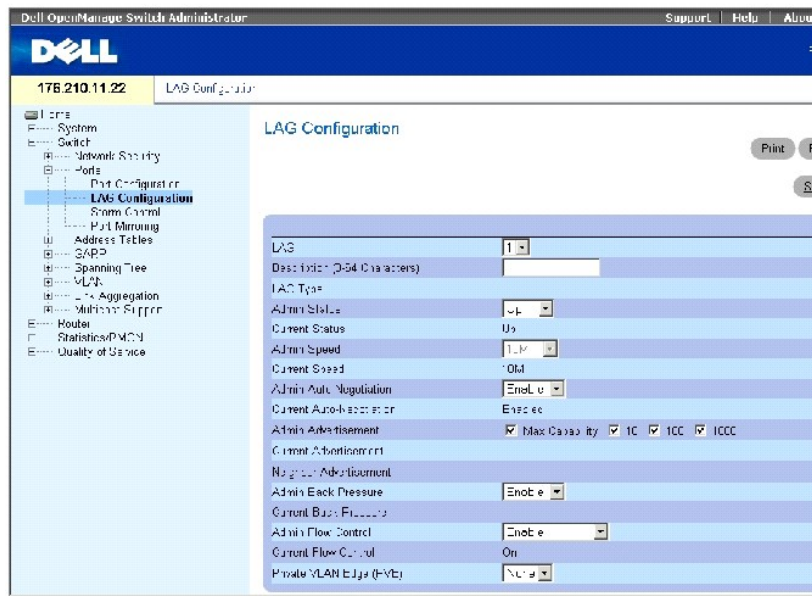 Dell OpenManage Switch Administrator
Support | Help | Abou
DELL
176.210.11.22
LAG Configuration
Home
System
Switch
Network Security
Ports
Port Configuration
LAG Configuration
Storm Control
Port Mirroring
Address Tables
GARP
Spanning Tree
VLAN
Link Aggregation
Multicast Support
Router
Statistics/RMON
Quality of Service
LAG Configuration
Print
LAG 1
Description (0-64 Characters)
LAG Type
Admin Status Up
Current Status Up
Admin Speed 10M
Current Speed 10M
Admin Auto Negotiation Enable
Current Auto-Negotiation Enabled
Admin Advertisement Max Capability 10 100 1000
Current Advertisement
Neighbor Advertisement
Admin Back Pressure Enable
Current Back Pressure
Admin Flow Control Enable
Current Flow Control On
Private VLAN Edge (PVE) None